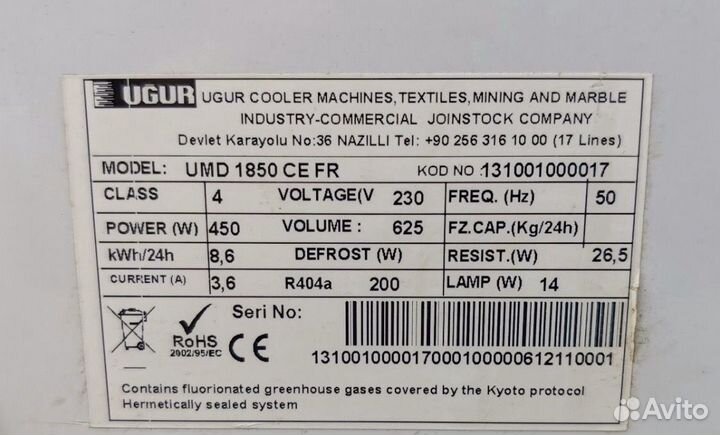 UGUR UGUR COOLER MACHINES, TEXTILES, MINING AND MARBLE
INDUSTRY-COMMERCIAL JOINSTOCK COMPANY
Devlet Karayolu No:36 NAZILLI Tel: +90 256 316 10 00 (17 Lines)
MODEL: UMD 1850 CE FR KOD NO :131001000017
CLASS 4 VOLTAGE(V 230 FREQ. (Hz) 50
POWER (W) 450 VOLUME : 625 FZ.CAP.(Kg/24h)
kWh/24h 8,6 DEFROST (W) RESIST.(W) 26,5
CURRENT (A) 3,6 R404a 200 LAMP (W) 14
Seri No:
RoHS
2002/95/EC
CE
1310010000170001000000612110001
Contains fluorionated greenhouse gases covered by the Kyoto protocol
Hermetically sealed system
Avito